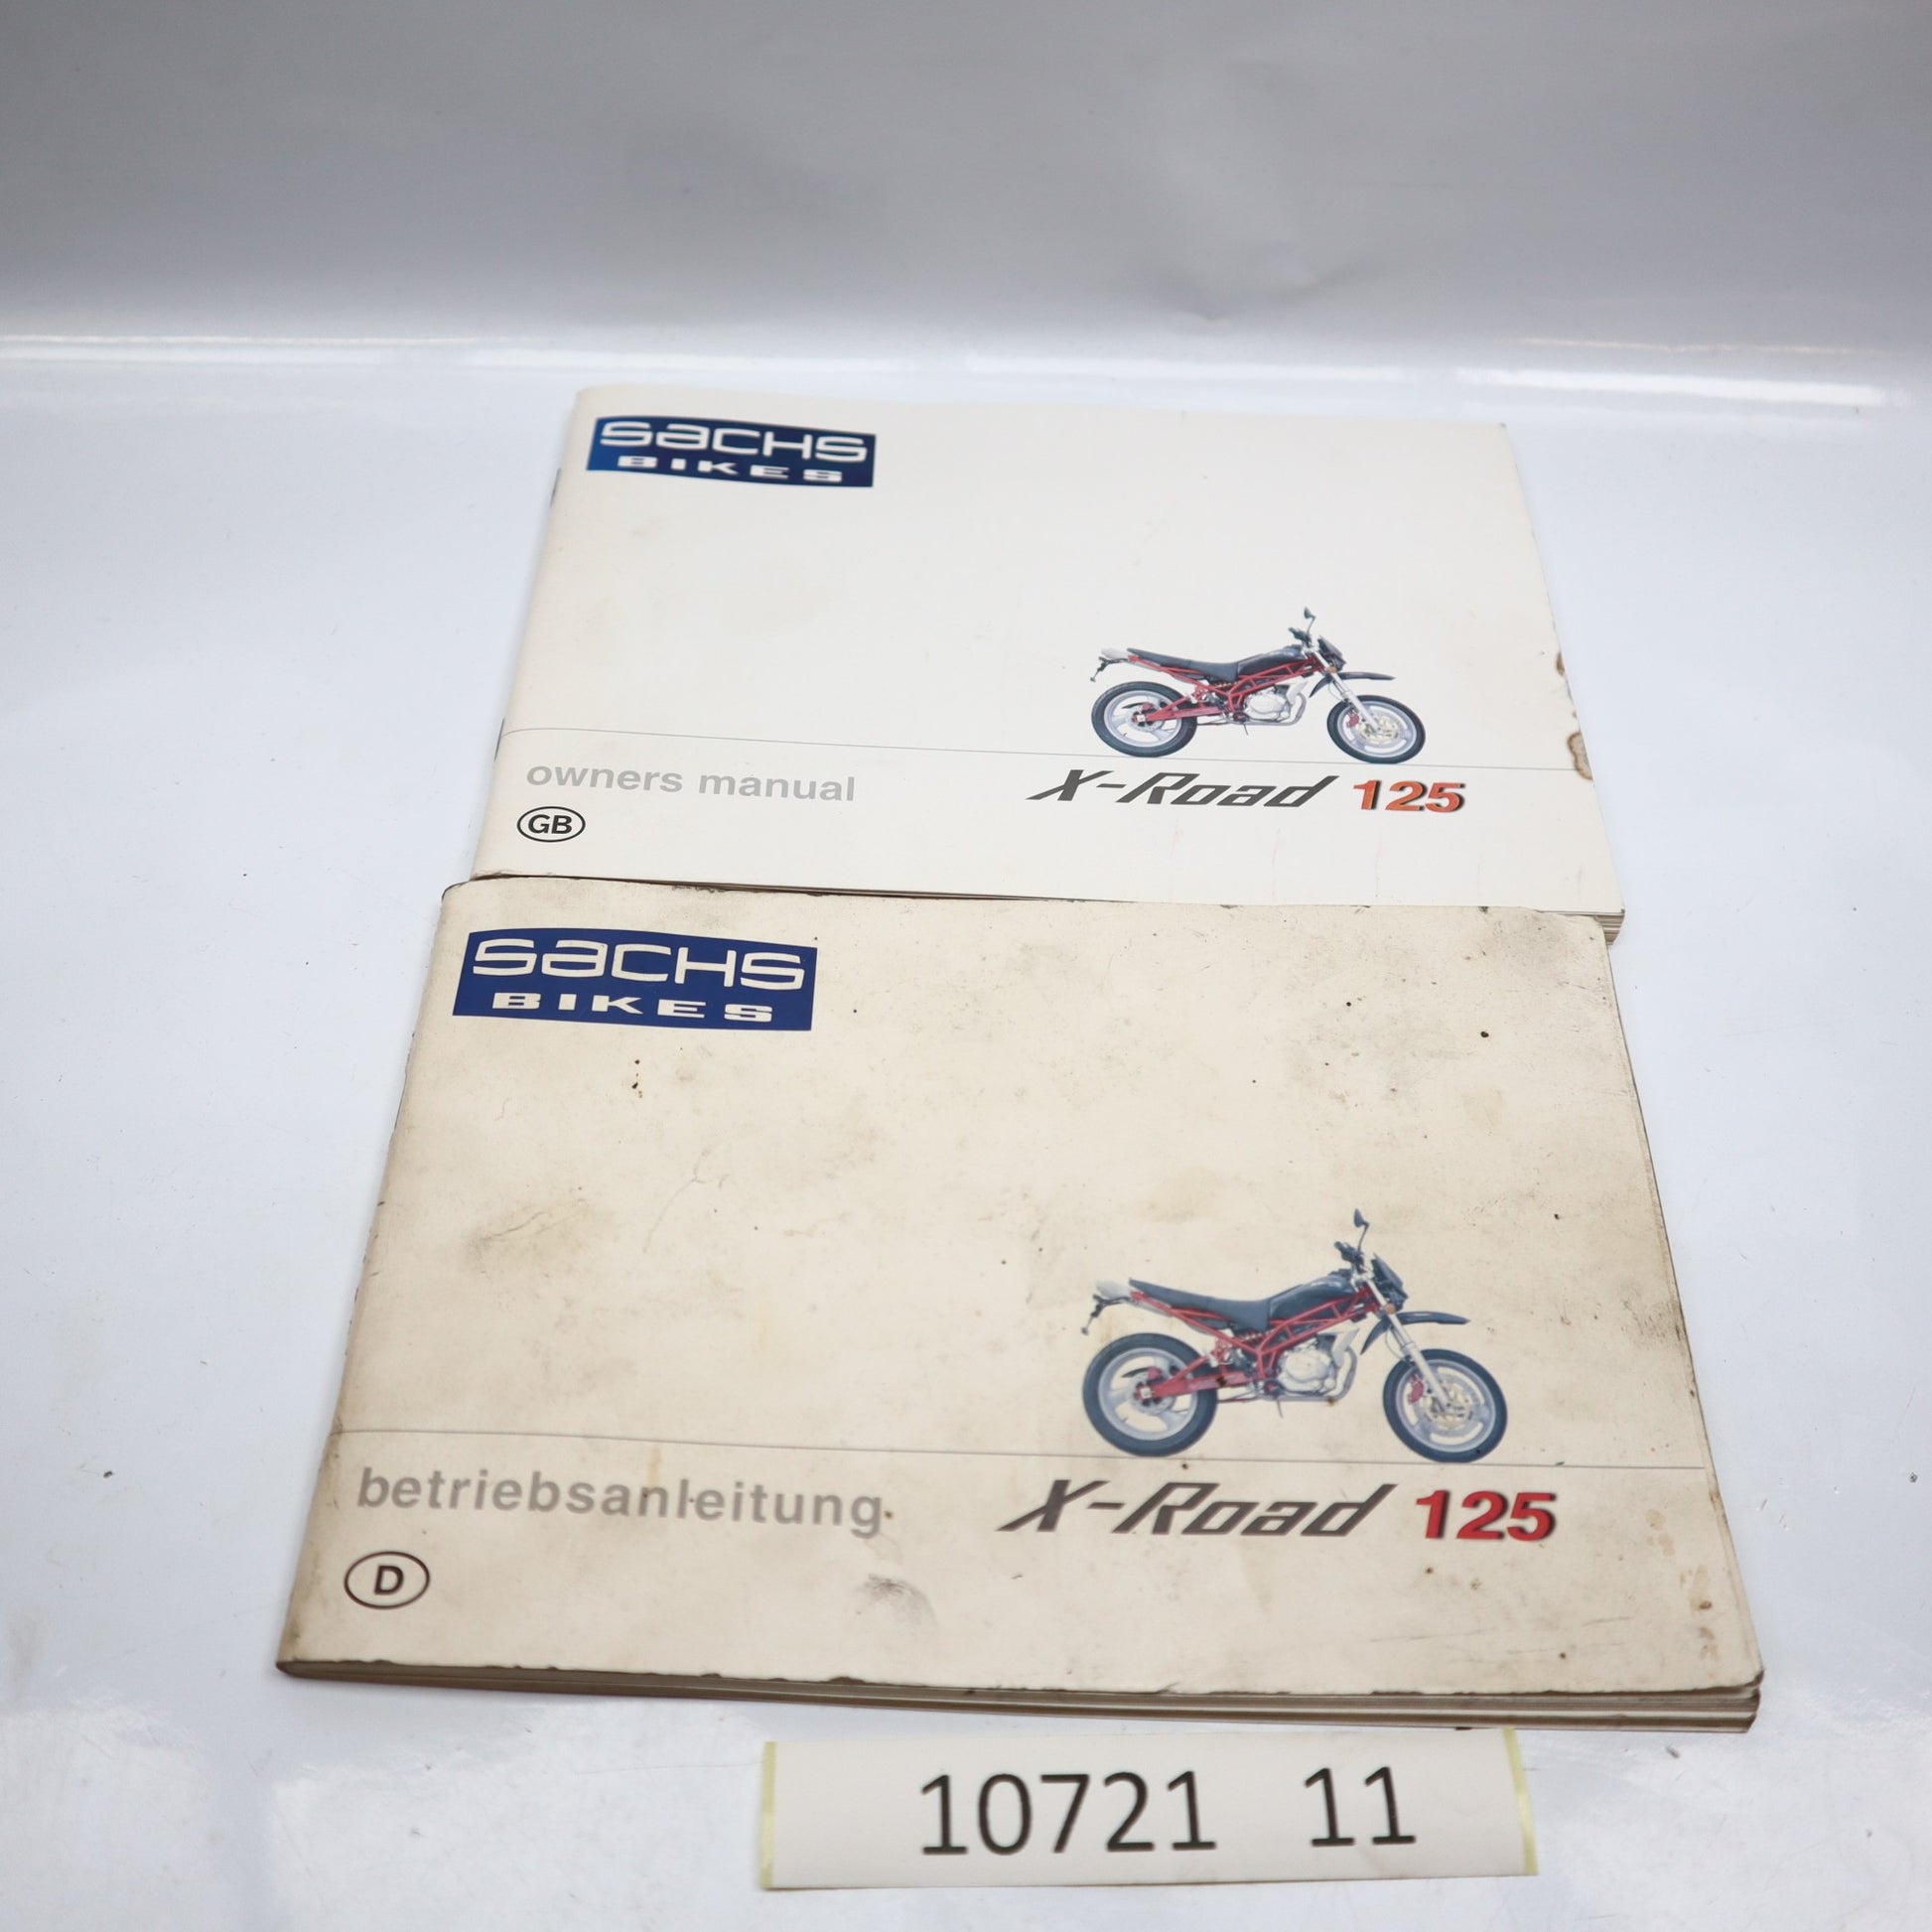 sacHs
BIKES
owners manual
X-Road 125
GB
sacHs
BIKES
betriebsanleitung
X-Road 125
D
10721 11